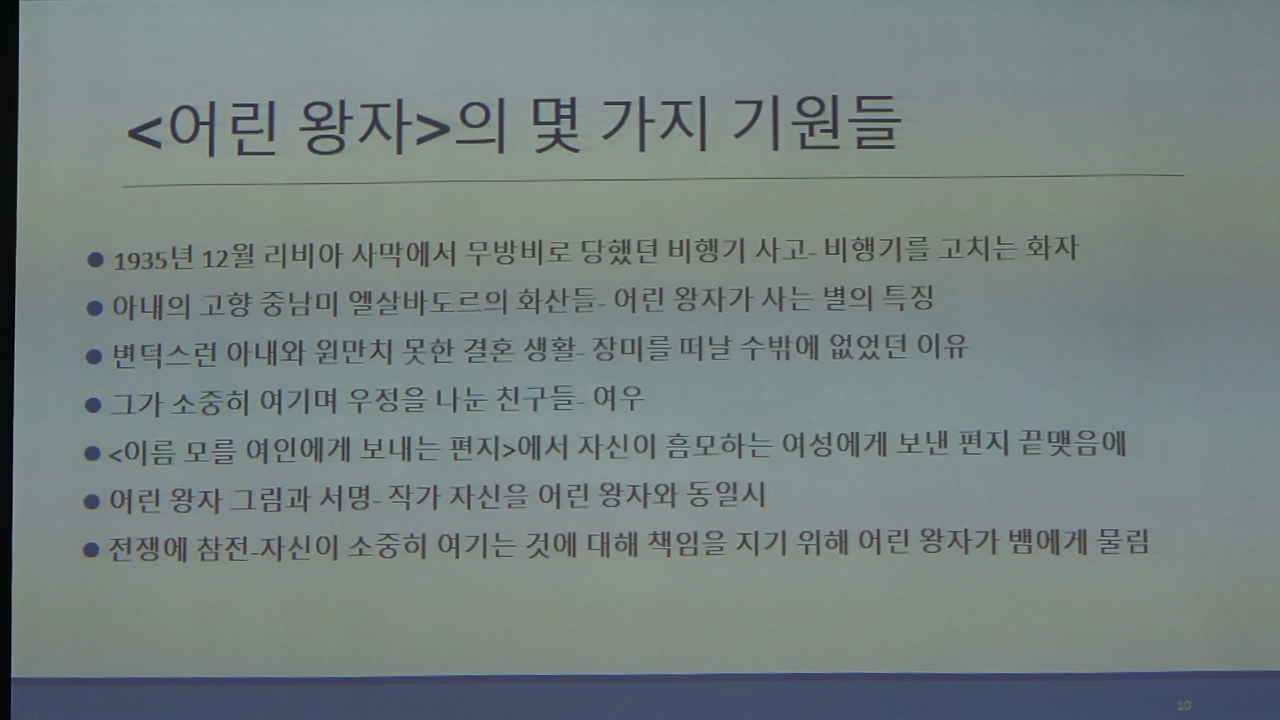 <어린 왕자>의 몇 가지 기원들
● 1935년 12월 리비아 사막에서 무방비로 당했던 비행기 사고- 비행기를 고치는 화자
● 아내의 고향 중남미 엘살바도르의 화산들- 어린 왕자가 사는 별의 특징
● 변덕스런 아내와 원만치 못한 결혼 생활- 장미를 떠날 수밖에 없었던 이유
● 그가 소중히 여기며 우정을 나눈 친구들- 여우
● <이름 모를 여인에게 보내는 편지>에서 자신이 흠모하는 여성에게 보낸 편지 끝맺음에
● 어린 왕자 그림과 서명- 작가 자신을 어린 왕자와 동일시
● 전쟁에 참전-자신이 소중히 여기는 것에 대해 책임을 지기 위해 어린 왕자가 뱀에게 물림
10